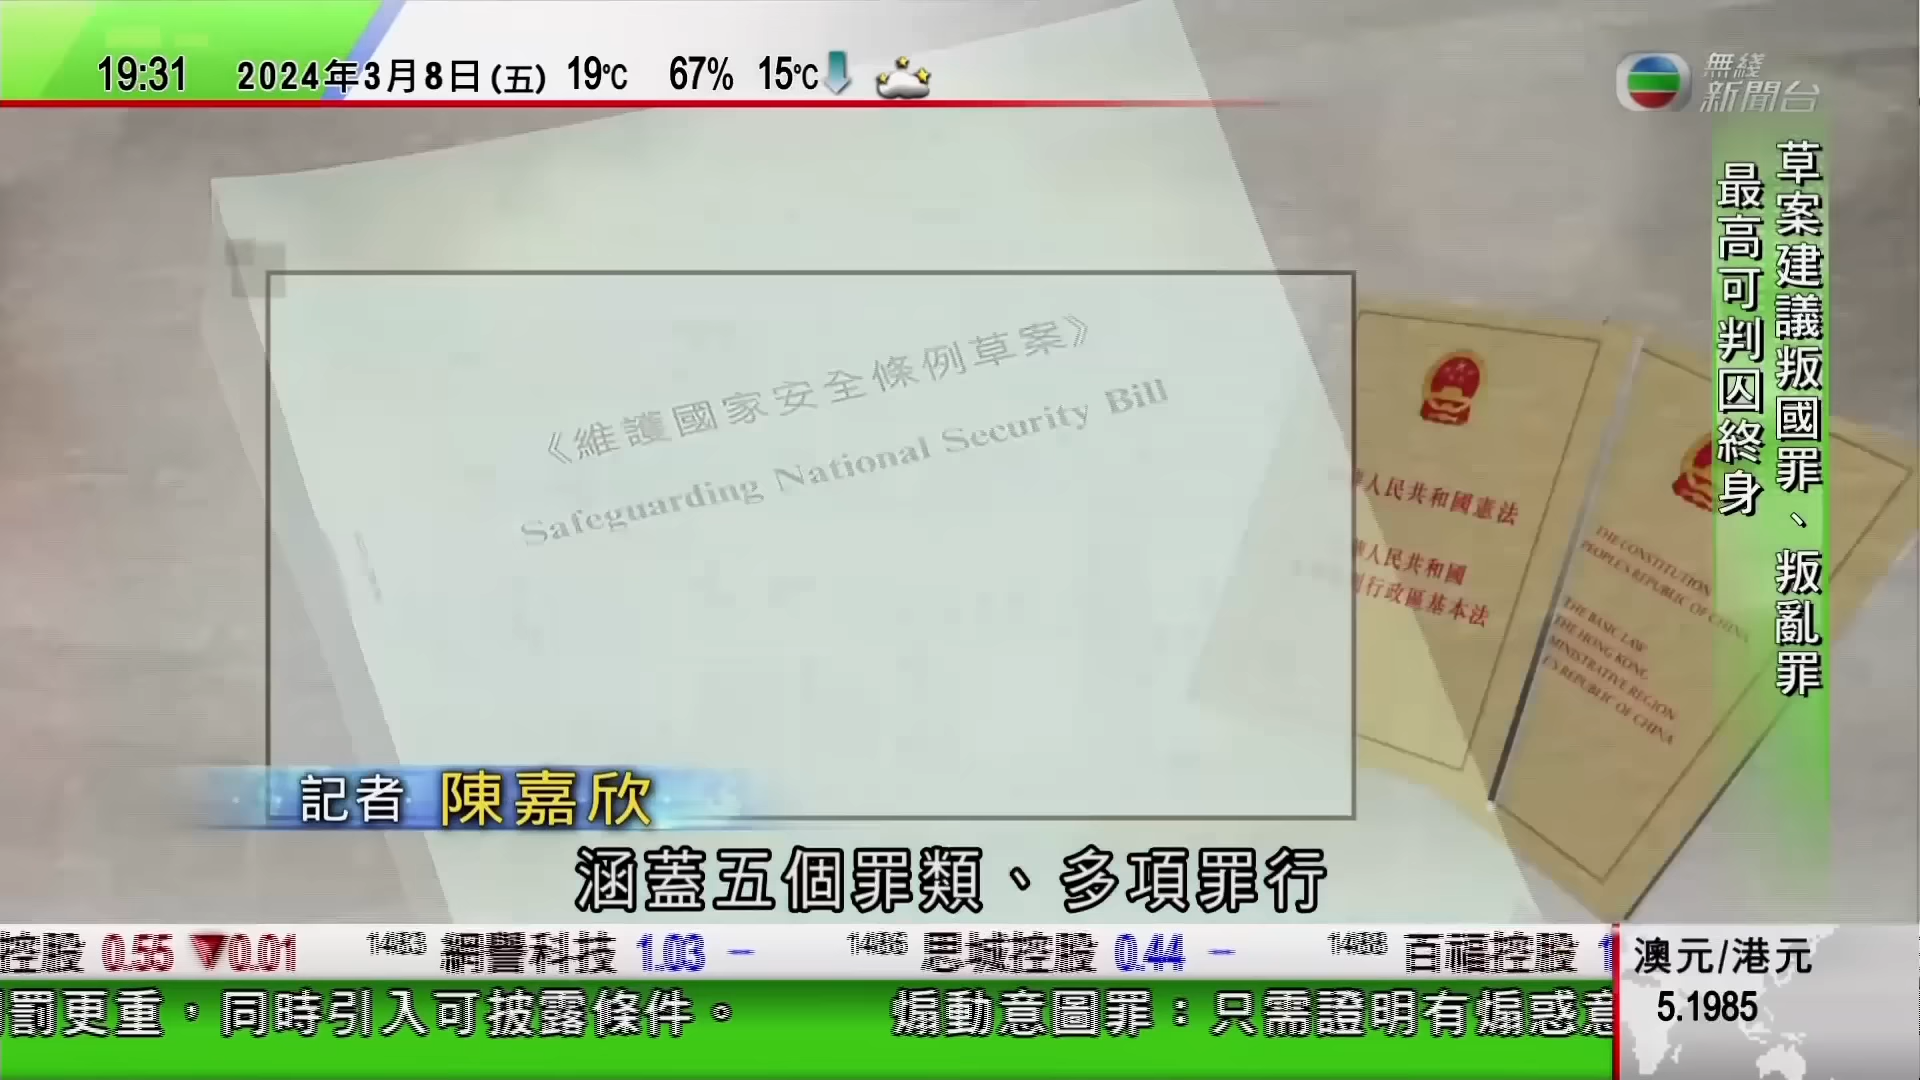 19:31 2024年3月8日(五) 19℃ 67% 15℃
無綫
新聞台
草案建議叛國罪、叛亂罪
最高可判囚終身
《維護國家安全條例草案》
Safeguarding National Security Bill
華人民共和國憲法
華人民共和國
別行政區基本法
THE CONSTITUTION
PEOPLE'S REPUBLIC OF CHINA
THE BASIC LAW
THE HONG KONG
MINISTRATIVE REGION
ES REPUBLIC OF CHINA
記者 陳嘉欣
涵蓋五個罪類、多項罪行
控股 0.55 ▼0.01 1483 網譽科技 1.03 – 1486 思城控股 0.44 – 1488 百福控股 1
罰更重，同時引入可披露條件。 煽動意圖罪：只需證明有煽惑意
澳元/港元
5.1985